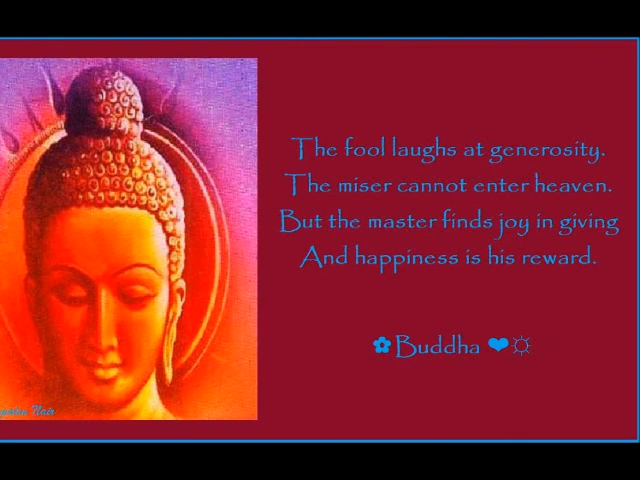 The fool laughs at generosity.
The miser cannot enter heaven.
But the master finds joy in giving
And happiness is his reward.
✿Buddha ❤☼
Nair